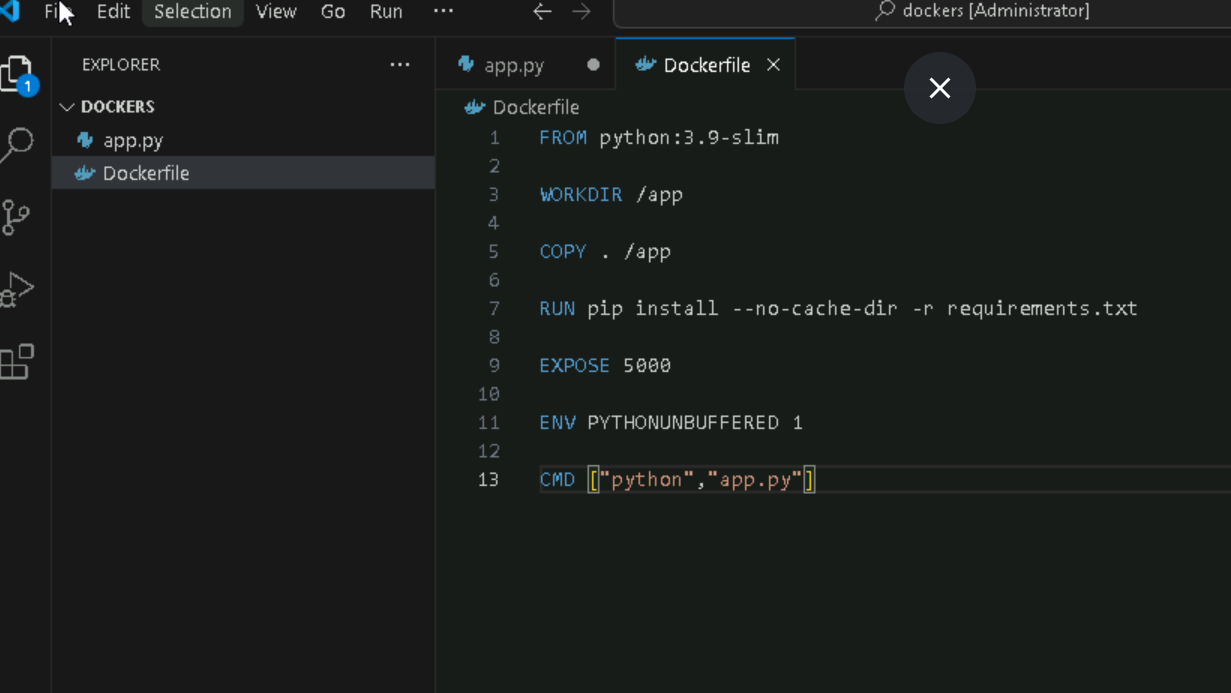 File Edit Selection View Go Run ···
dockers [Administrator]
EXPLORER ···
1
DOCKERS
app.py
Dockerfile
app.py
Dockerfile
Dockerfile
1 FROM python:3.9-slim
2
3 WORKDIR /app
4
5 COPY . /app
6
7 RUN pip install --no-cache-dir -r requirements.txt
8
9 EXPOSE 5000
10
11 ENV PYTHONUNBUFFERED 1
12
13 CMD ["python","app.py"]